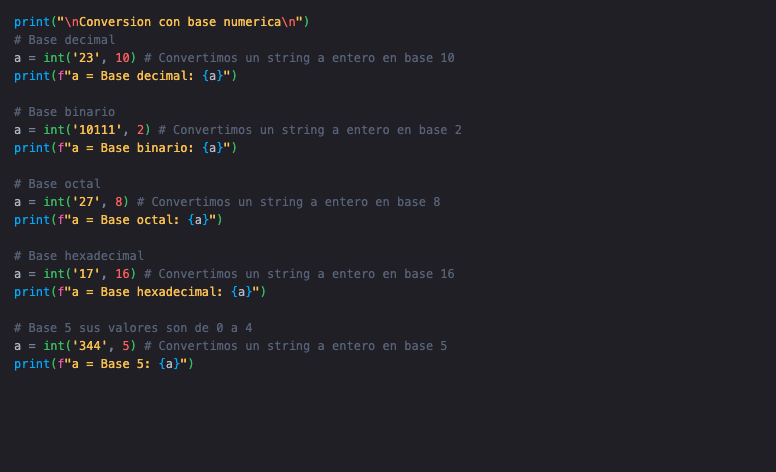 print("\nConversion con base numerica\n")
# Base decimal
a = int('23', 10) # Convertimos un string a entero en base 10
print(f"a = Base decimal: {a}")
# Base binario
a = int('10111', 2) # Convertimos un string a entero en base 2
print(f"a = Base binario: {a}")
# Base octal
a = int('27', 8) # Convertimos un string a entero en base 8
print(f"a = Base octal: {a}")
# Base hexadecimal
a = int('17', 16) # Convertimos un string a entero en base 16
print(f"a = Base hexadecimal: {a}")
# Base 5 sus valores son de 0 a 4
a = int('344', 5) # Convertimos un string a entero en base 5
print(f"a = Base 5: {a}")